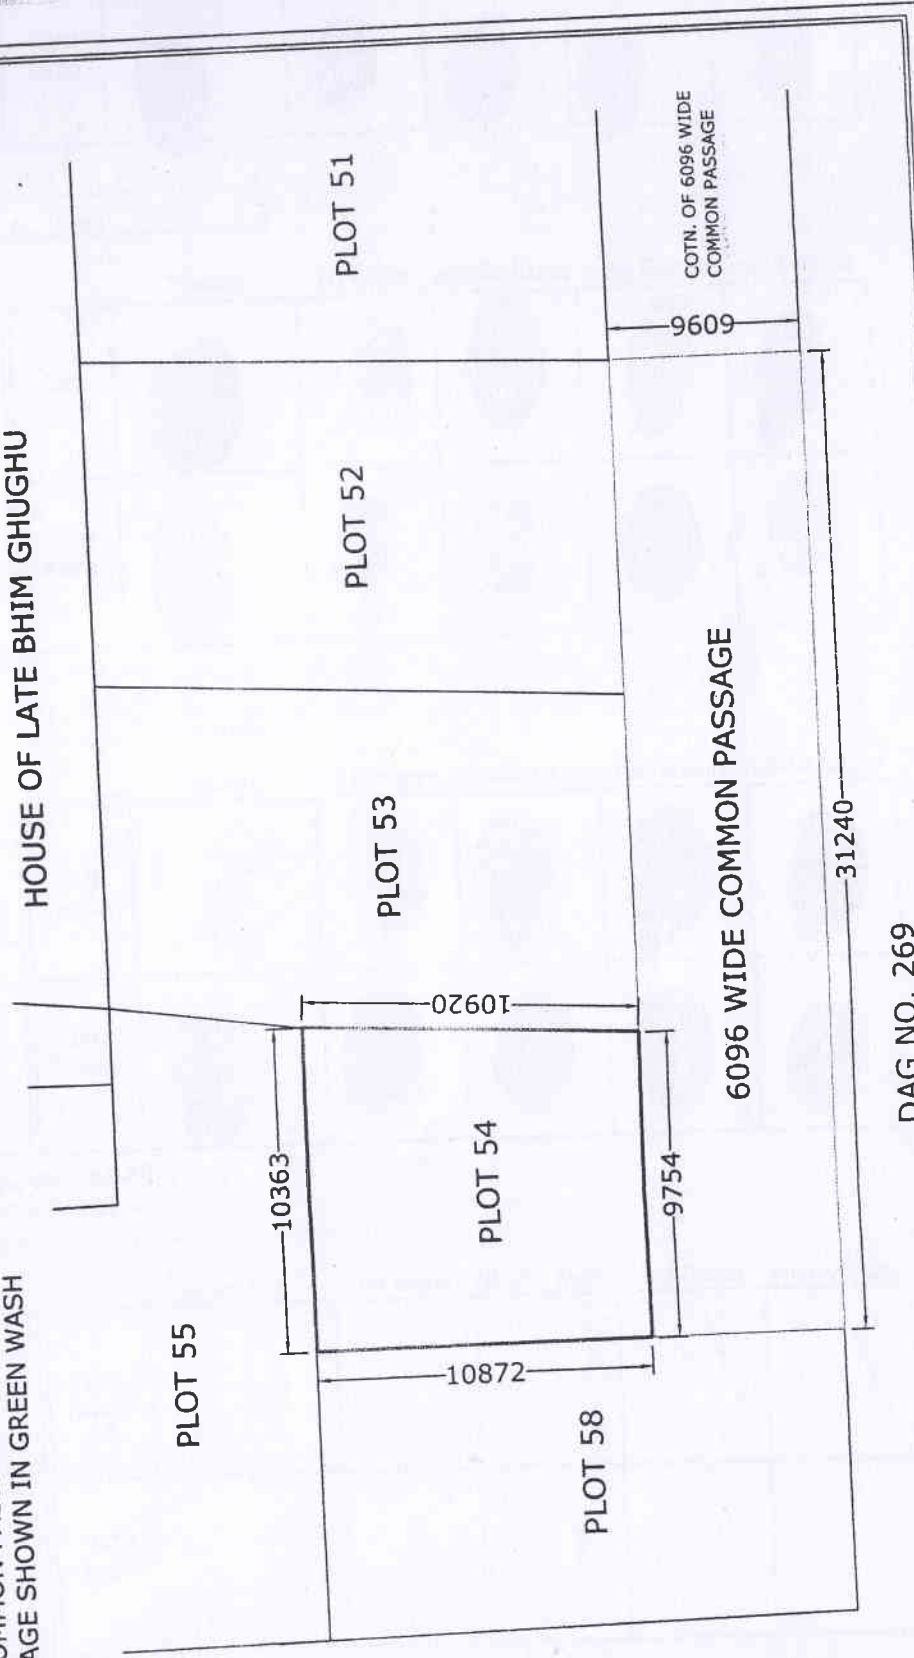 AGE SHOWN IN GREEN WASH
HOUSE OF LATE BHIM GHUGHU
PLOT 55
PLOT 54
PLOT 53
PLOT 52
PLOT 51
PLOT 58
10363
10920
10872
9754
6096 WIDE COMMON PASSAGE
6096
COTN. OF 6096 WIDE
COMMON PASSAGE
31240
DAG NO. 269